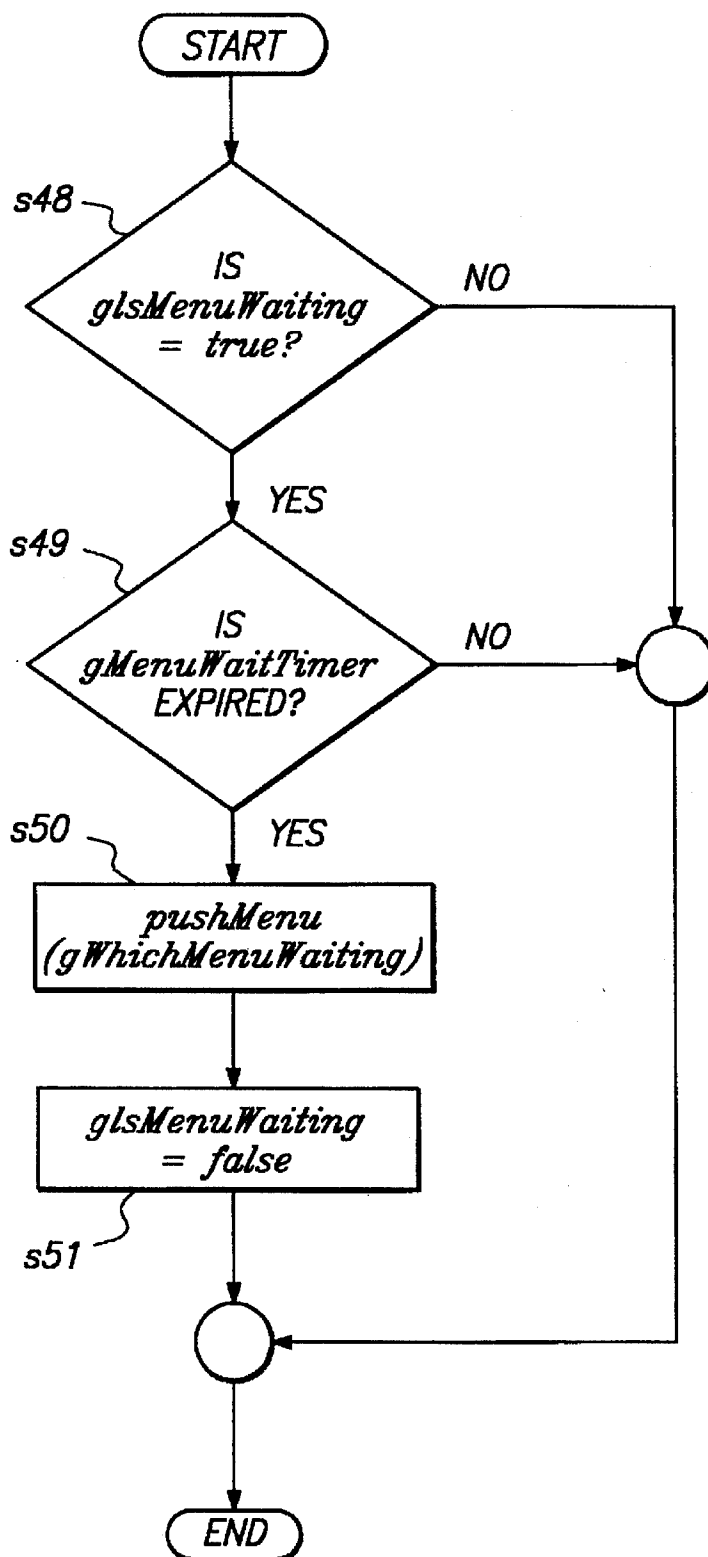 START
s48
IS
gIsMenuWaiting
= true?
NO
YES
s49
IS
gMenuWaitTimer
EXPIRED?
NO
YES
s50
pushMenu
(gWhichMenuWaiting)
gIsMenuWaiting
= false
s51
END